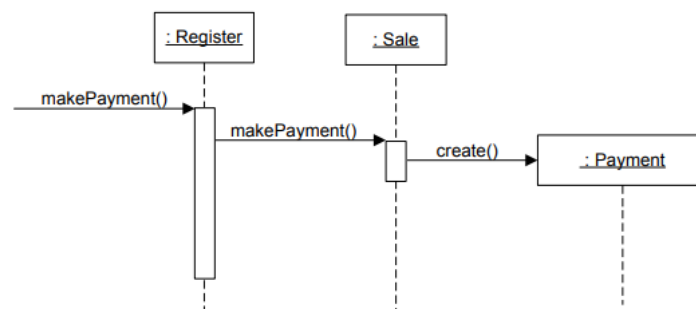 : Register
: Sale
makePayment()
makePayment()
create()
: Payment